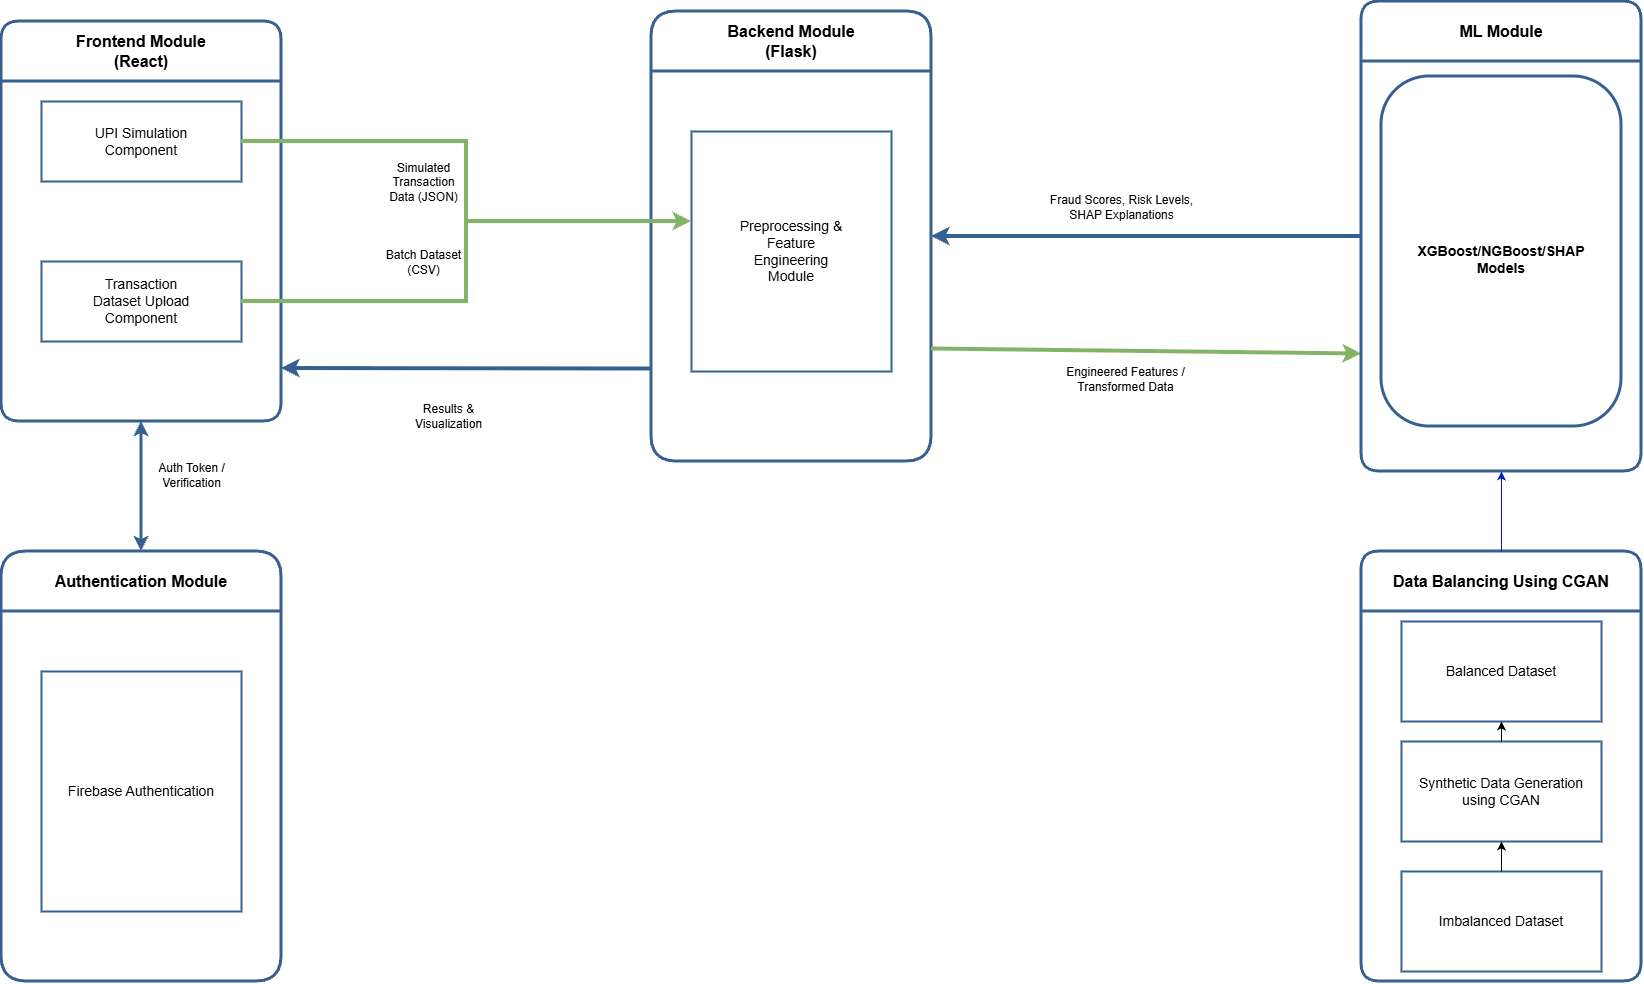 Frontend Module
(React)
UPI Simulation
Component
Transaction
Dataset Upload
Component
Simulated
Transaction
Data (JSON)
Batch Dataset
(CSV)
Results &
Visualization
Backend Module
(Flask)
Preprocessing &
Feature
Engineering
Module
Fraud Scores, Risk Levels,
SHAP Explanations
Engineered Features /
Transformed Data
ML Module
XGBoost/NGBoost/SHAP
Models
Auth Token /
Verification
Authentication Module
Firebase Authentication
Data Balancing Using CGAN
Balanced Dataset
Synthetic Data Generation
using CGAN
Imbalanced Dataset